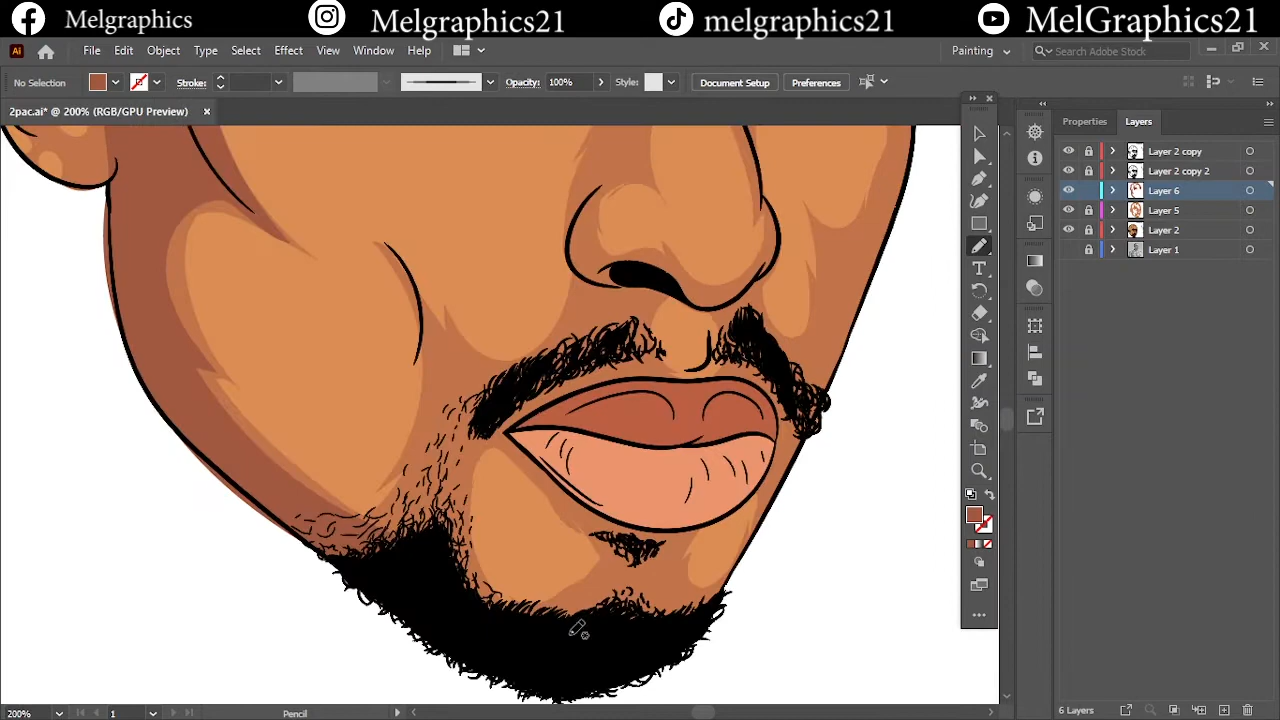 Melgraphics
Melgraphics21
melgraphics21
MelGraphics21
Ai
File Edit Object Type Select Effect View Window Help
Painting
Search Adobe Stock
No Selection
Stroke:
Opacity: 100%
Style:
Document Setup
Preferences
2pac.ai* @ 200% (RGB/GPU Preview)
Properties
Layers
Layer 2 copy
Layer 2 copy 2
Layer 6
Layer 5
Layer 2
Layer 1
200%
1
Pencil
6 Layers